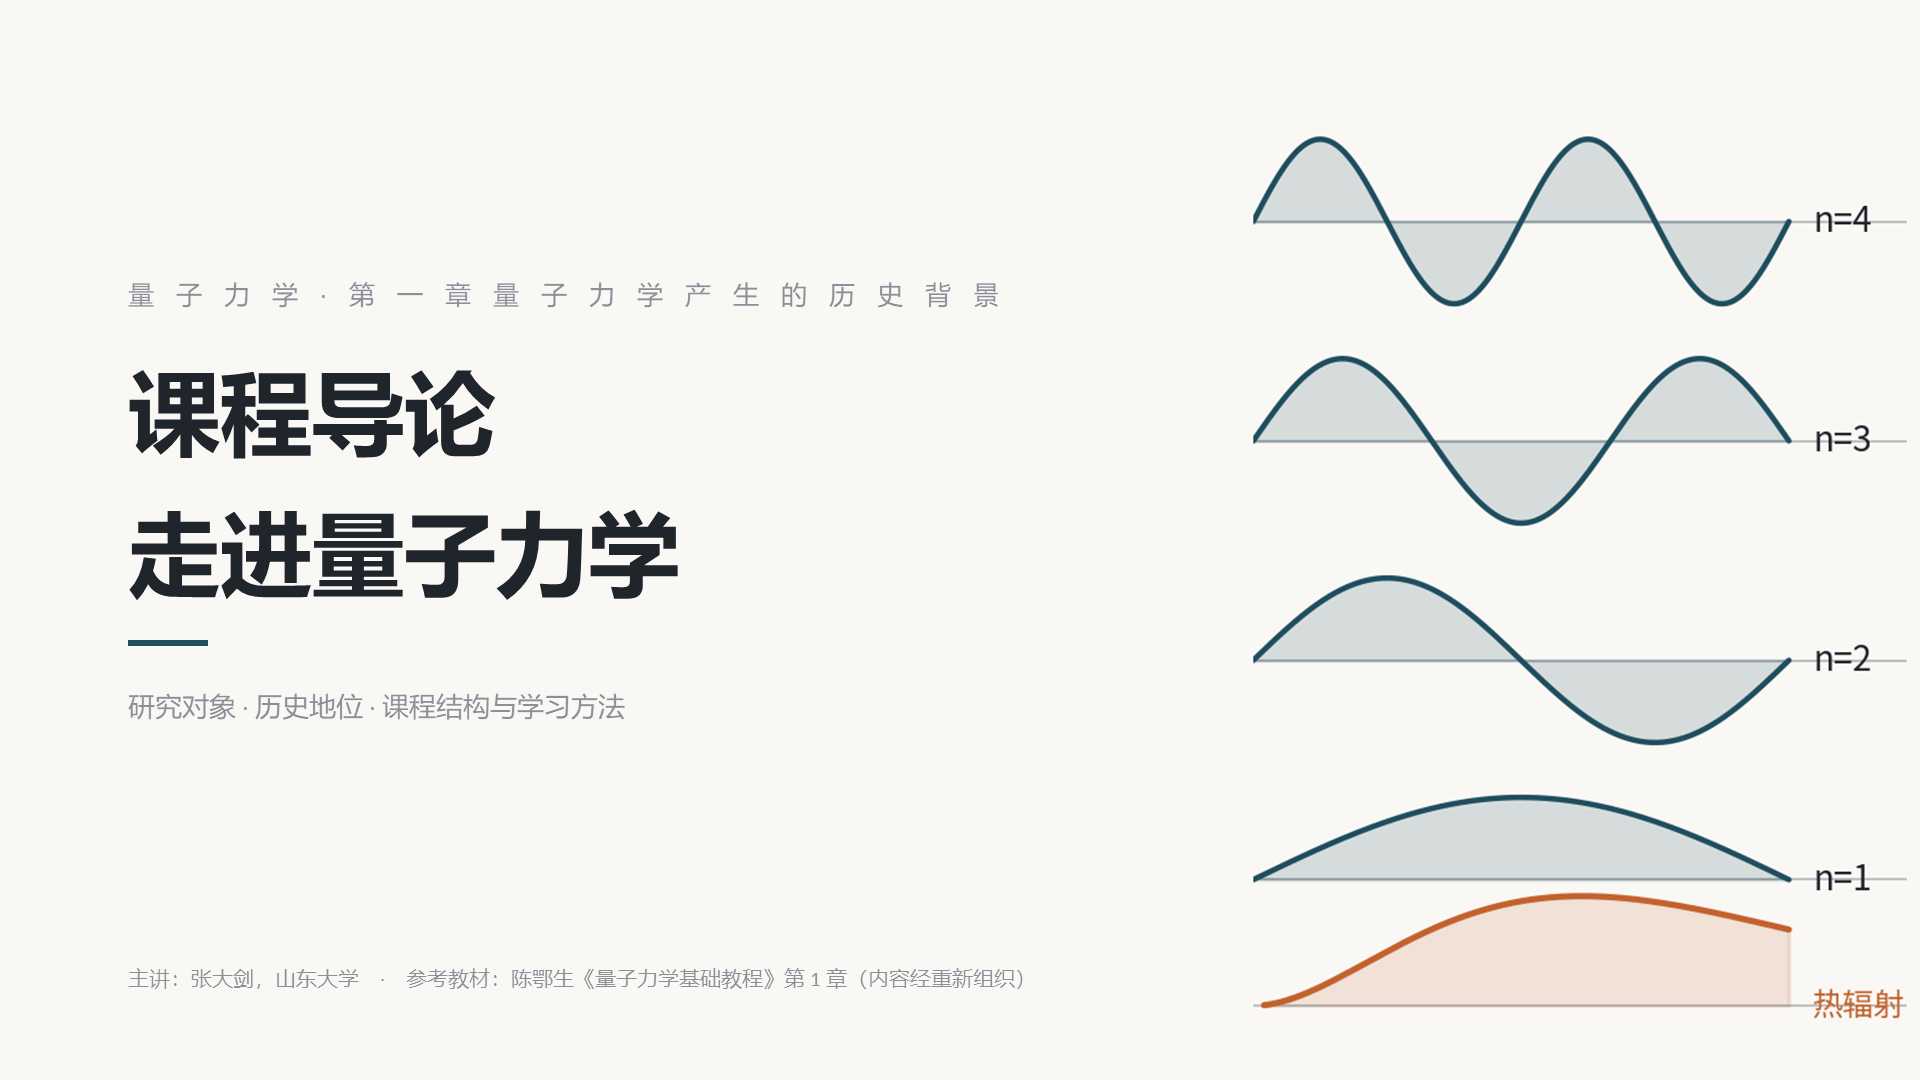 量子力学·第一章量子力学产生的历史背景
课程导论
走进量子力学
研究对象·历史地位·课程结构与学习方法
主讲：张大剑，山东大学 · 参考教材：陈鄂生《量子力学基础教程》第 1 章（内容经重新组织）
n=4
n=3
n=2
n=1
热辐射